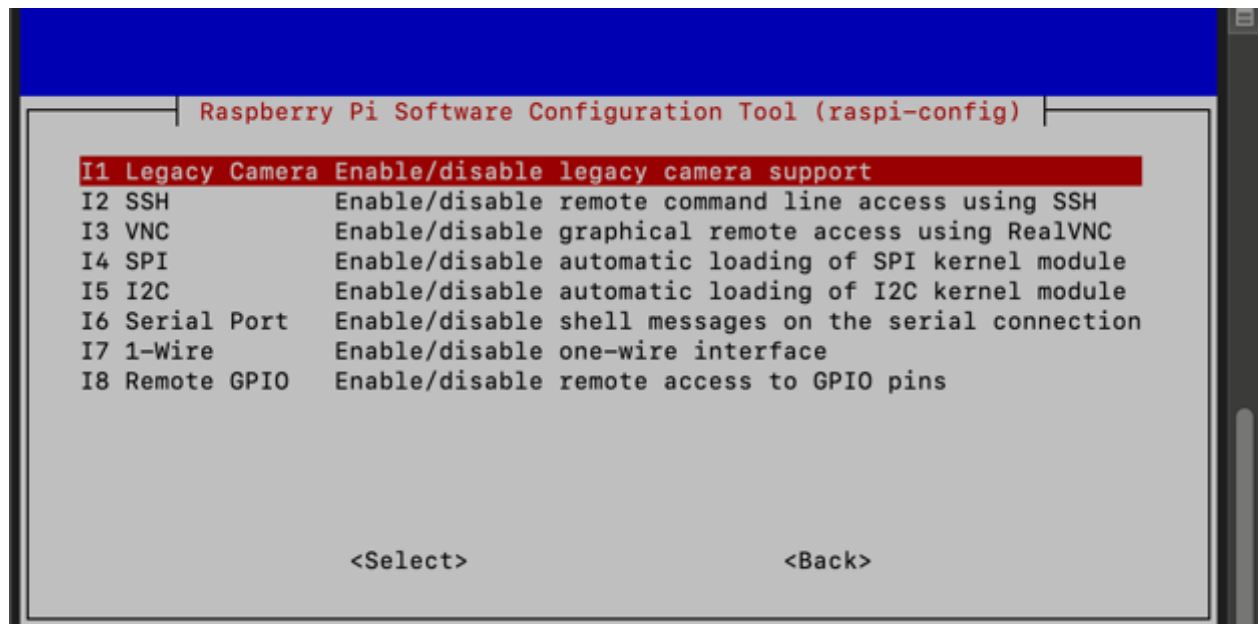 Raspberry Pi Software Configuration Tool (raspi-config)
I1 Legacy Camera Enable/disable legacy camera support
I2 SSH Enable/disable remote command line access using SSH
I3 VNC Enable/disable graphical remote access using RealVNC
I4 SPI Enable/disable automatic loading of SPI kernel module
I5 I2C Enable/disable automatic loading of I2C kernel module
I6 Serial Port Enable/disable shell messages on the serial connection
I7 1-Wire Enable/disable one-wire interface
I8 Remote GPIO Enable/disable remote access to GPIO pins
<Select> <Back>